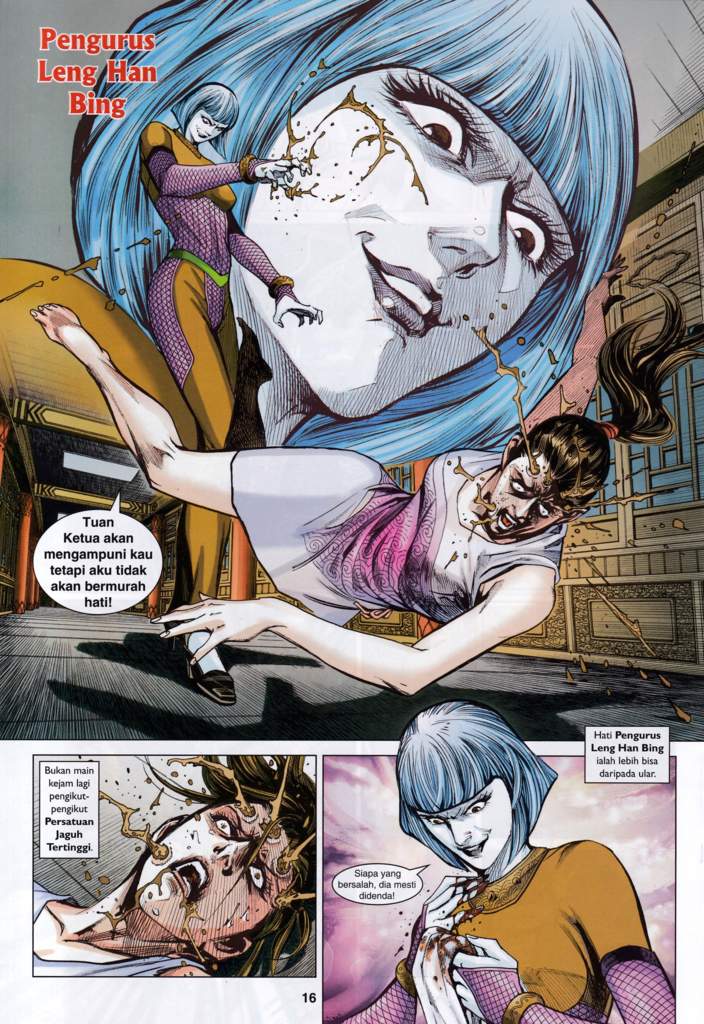 Pengurus
Leng Han
Bing
Tuan
Ketua akan
mengampuni kau
tetapi aku tidak
akan bermurah
hati!
Bukan main
kejam lagi
pengikut-
pengikut
Persatuan
Jaguh
Tertinggi.
Hati Pengurus
Leng Han Bing
ialah lebih bisa
daripada ular.
Siapa yang
bersalah, dia mesti
didenda!
16